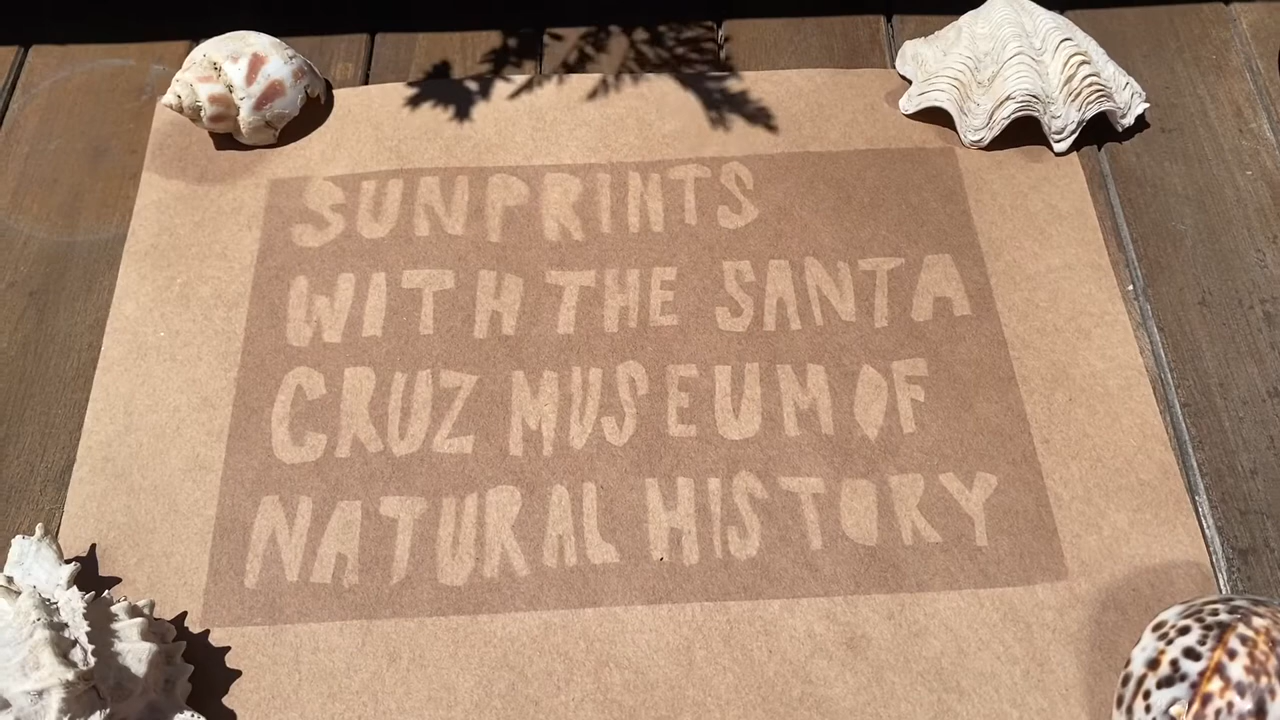 SUNPRINTS
WITH THE SANTA
CRUZ MUSEUM OF
NATURAL HISTORY